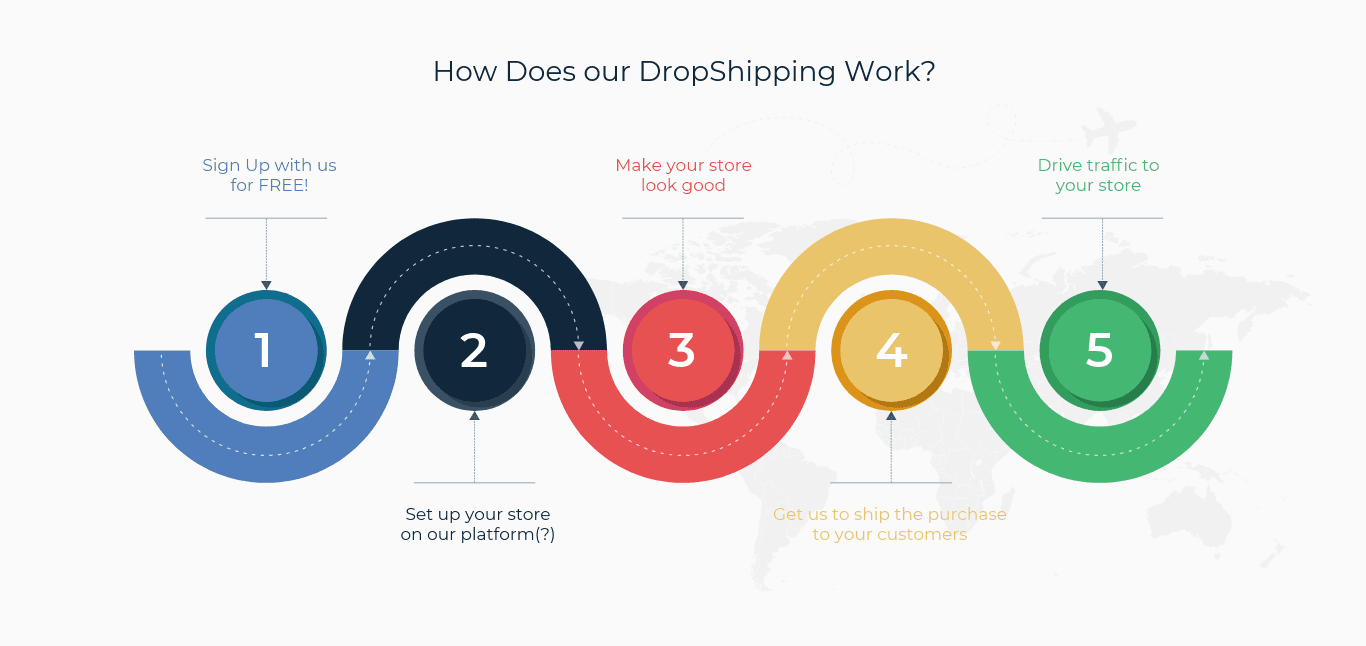 How Does our DropShipping Work?
Sign Up with us
for FREE!
Make your store
look good
Drive traffic to
your store
1
2
3
4
5
Set up your store
on our platform(?)
Get us to ship the purchase
to your customers